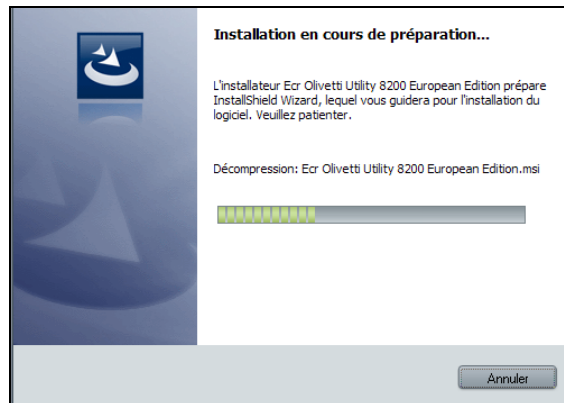 Installation en cours de préparation...
L'installateur Ecr Olivetti Utility 8200 European Edition prépare
InstallShield Wizard, lequel vous guidera pour l'installation du
logiciel. Veuillez patienter.
Décompression: Ecr Olivetti Utility 8200 European Edition.msi
Annuler